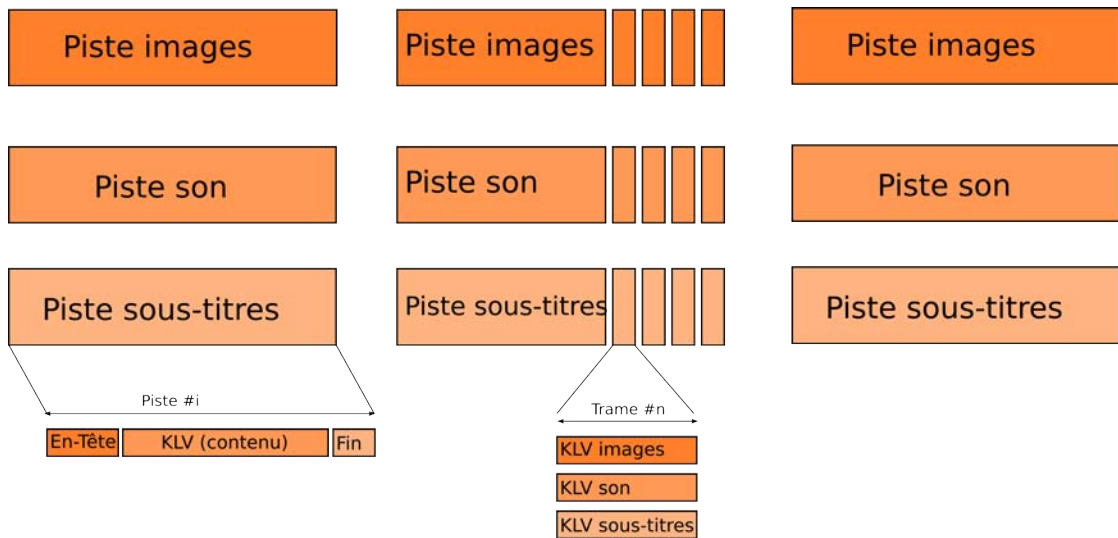 Piste images
Piste images
Piste images
Piste son
Piste son
Piste son
Piste sous-titres
Piste sous-titres
Piste sous-titres
Piste #i
Trame #n
En-Tête
KLV (contenu)
Fin
KLV images
KLV son
KLV sous-titres